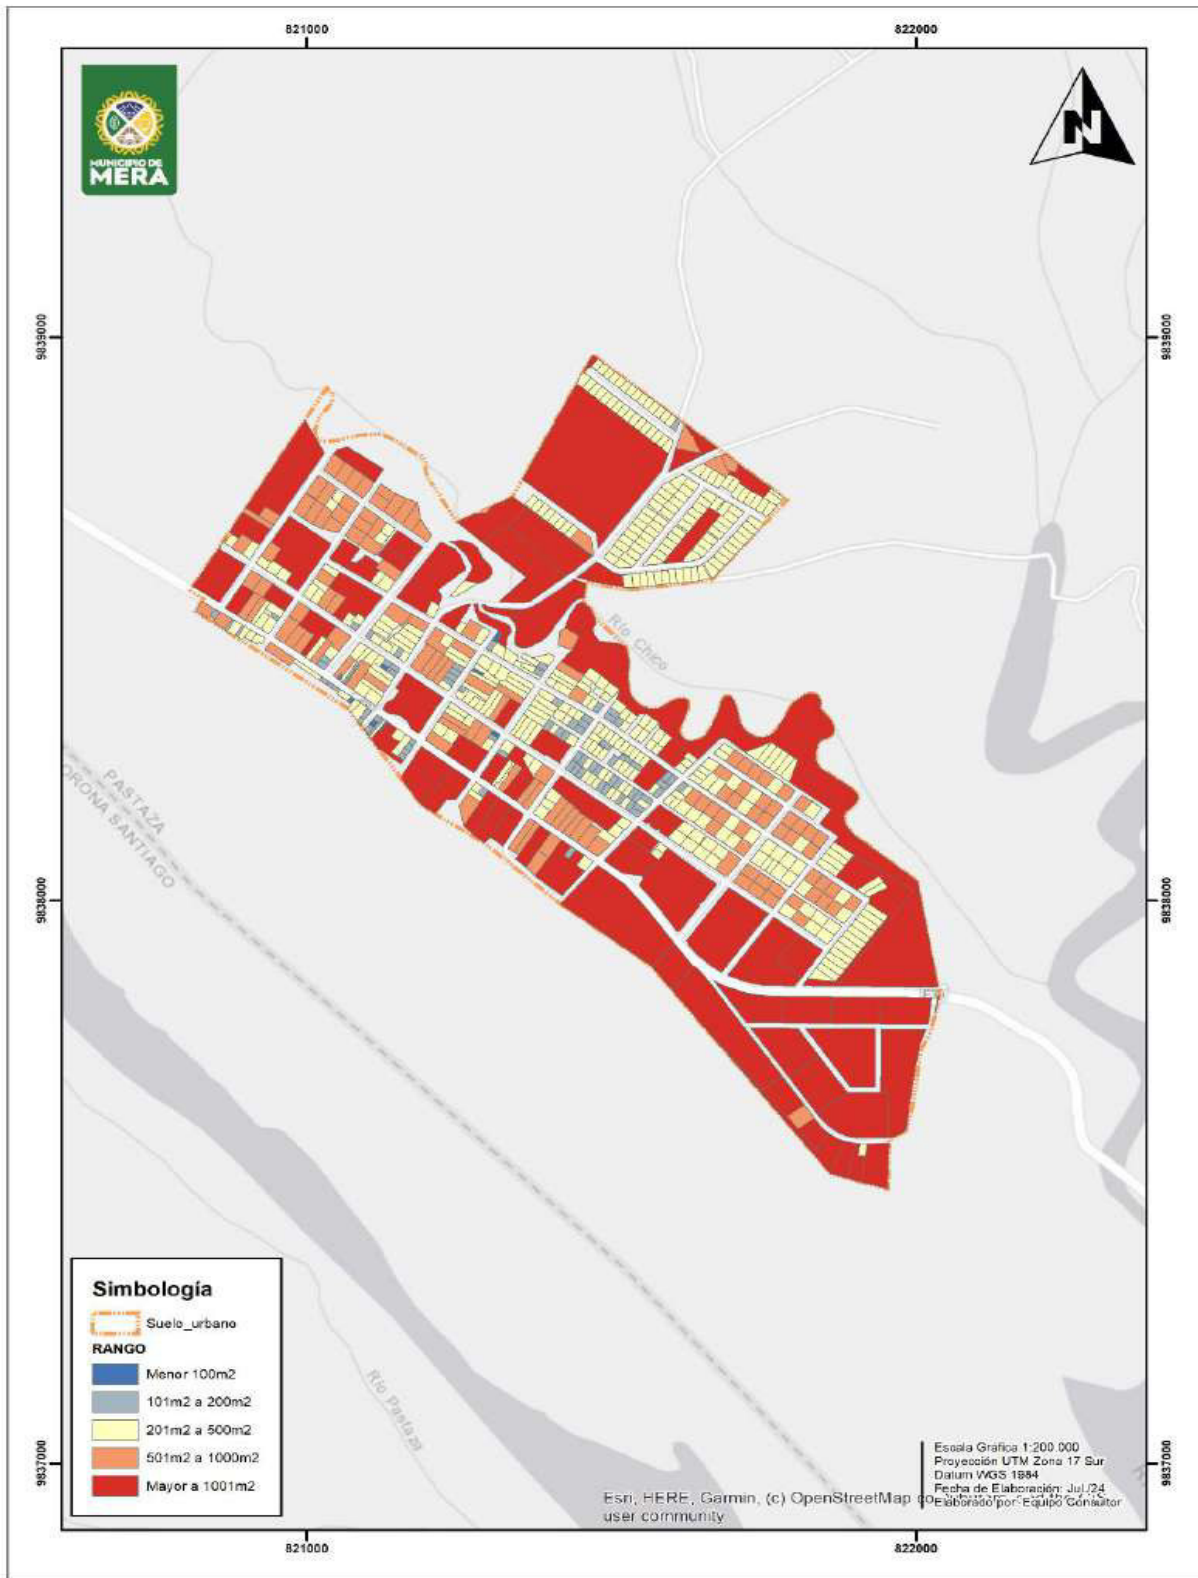 821000
822000
MUNICIPIO DE
MERA
N
9839000
9839000
Río Chico
PASTAZA
ORONA SANTIAGO
9838000
9838000
Simbología
Suelo_urbano
RANGO
Menor 100m2
101m2 a 200m2
201m2 a 500m2
501m2 a 1000m2
Mayor a 1001m2
Río Pastaza
9837000
9837000
Escala Gráfica 1:200.000
Proyección UTM Zona 17 Sur
Datum WGS 1984
Fecha de Elaboración: Jul./24
Elaborado por: Equipo Consultor
Esri, HERE, Garmin, (c) OpenStreetMap
user community
821000
822000